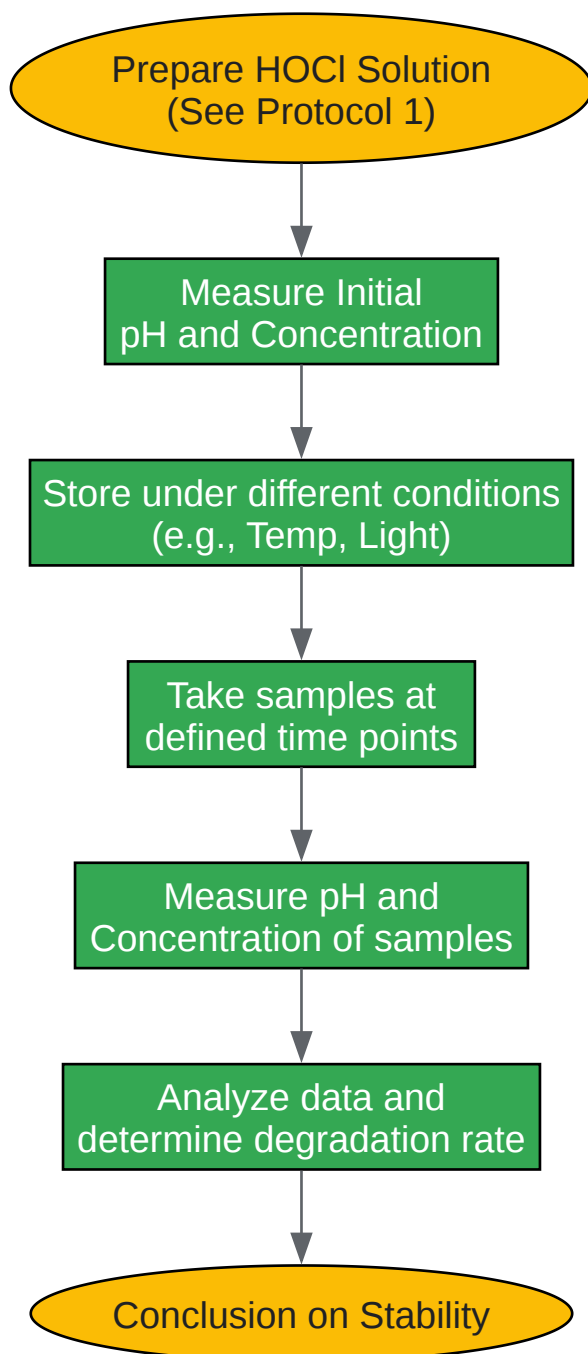 Prepare HOCl Solution
(See Protocol 1)
Measure Initial
pH and Concentration
Store under different conditions
(e.g., Temp, Light)
Take samples at
defined time points
Measure pH and
Concentration of samples
Analyze data and
determine degradation rate
Conclusion on Stability